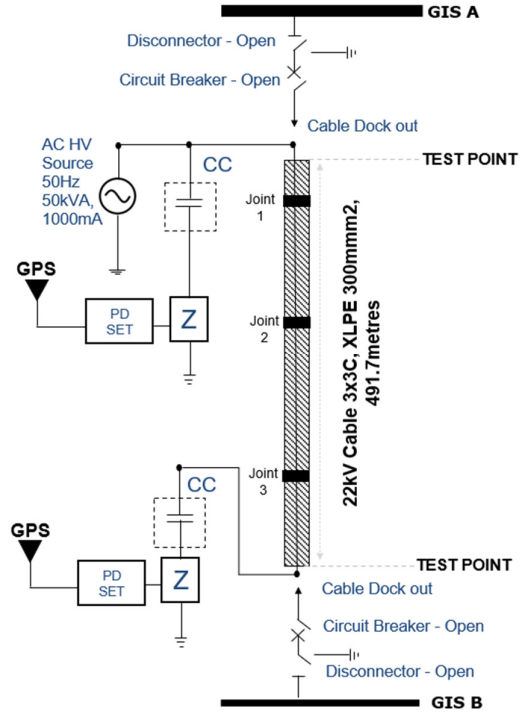 GIS A
Disconnector - Open
Circuit Breaker - Open
Cable Dock out
AC HV
Source
50Hz
50kVA,
1000mA
CC
TEST POINT
Joint
1
GPS
PD
SET
Z
Joint
2
22kV Cable 3x3C, XLPE 300mmm2,
491.7metres
Joint
3
CC
GPS
PD
SET
Z
TEST POINT
Cable Dock out
Circuit Breaker - Open
Disconnector - Open
GIS B